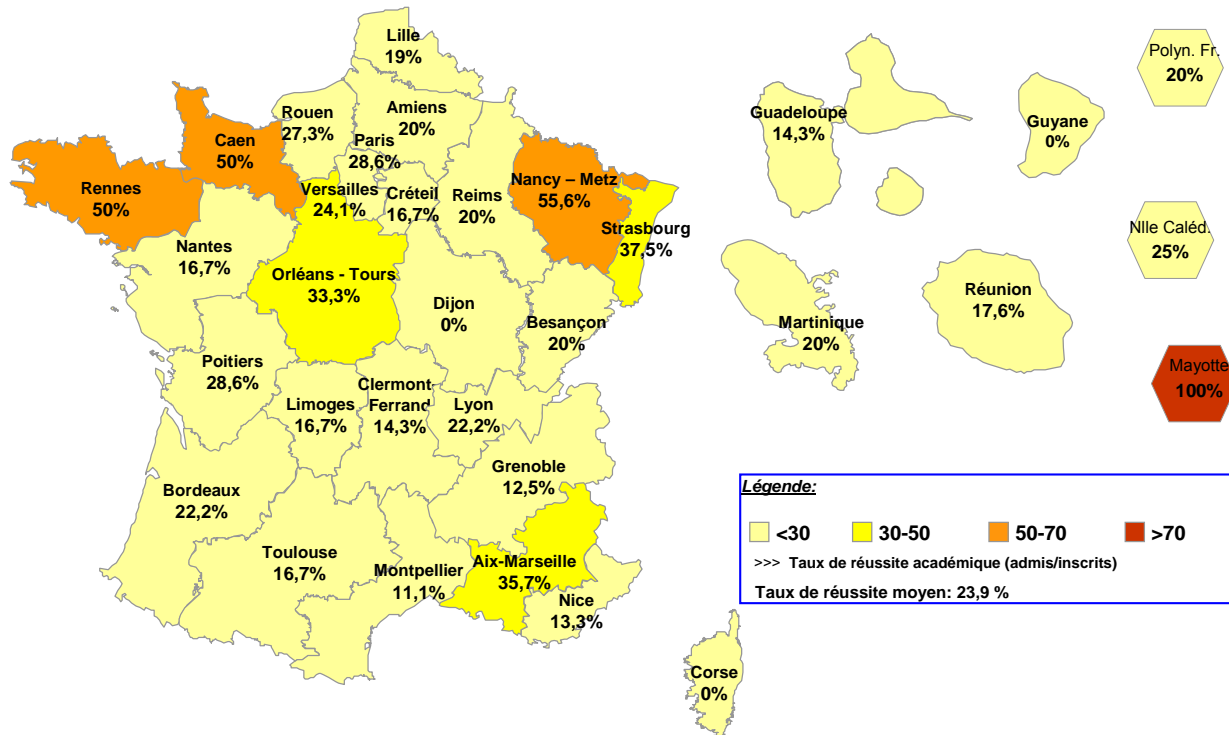 Lille
19%
Rouen
27,3%
Amiens
20%
Caen
50%
Paris
28,6%
Rennes
50%
Versailles
24,1%
Créteil
16,7%
Reims
20%
Nancy – Metz
55,6%
Strasbourg
37,5%
Nantes
16,7%
Orléans - Tours
33,3%
Dijon
0%
Besançon
20%
Poitiers
28,6%
Limoges
16,7%
Clermont-
Ferrand
14,3%
Lyon
22,2%
Grenoble
12,5%
Bordeaux
22,2%
Toulouse
16,7%
Montpellier
11,1%
Aix-Marseille
35,7%
Nice
13,3%
Corse
0%
Guadeloupe
14,3%
Guyane
0%
Martinique
20%
Réunion
17,6%
Polyn. Fr.
20%
Nlle Caléd.
25%
Mayotte
100%
Légende:
<30
30-50
50-70
>70
>>> Taux de réussite académique (admis/inscrits)
Taux de réussite moyen: 23,9 %